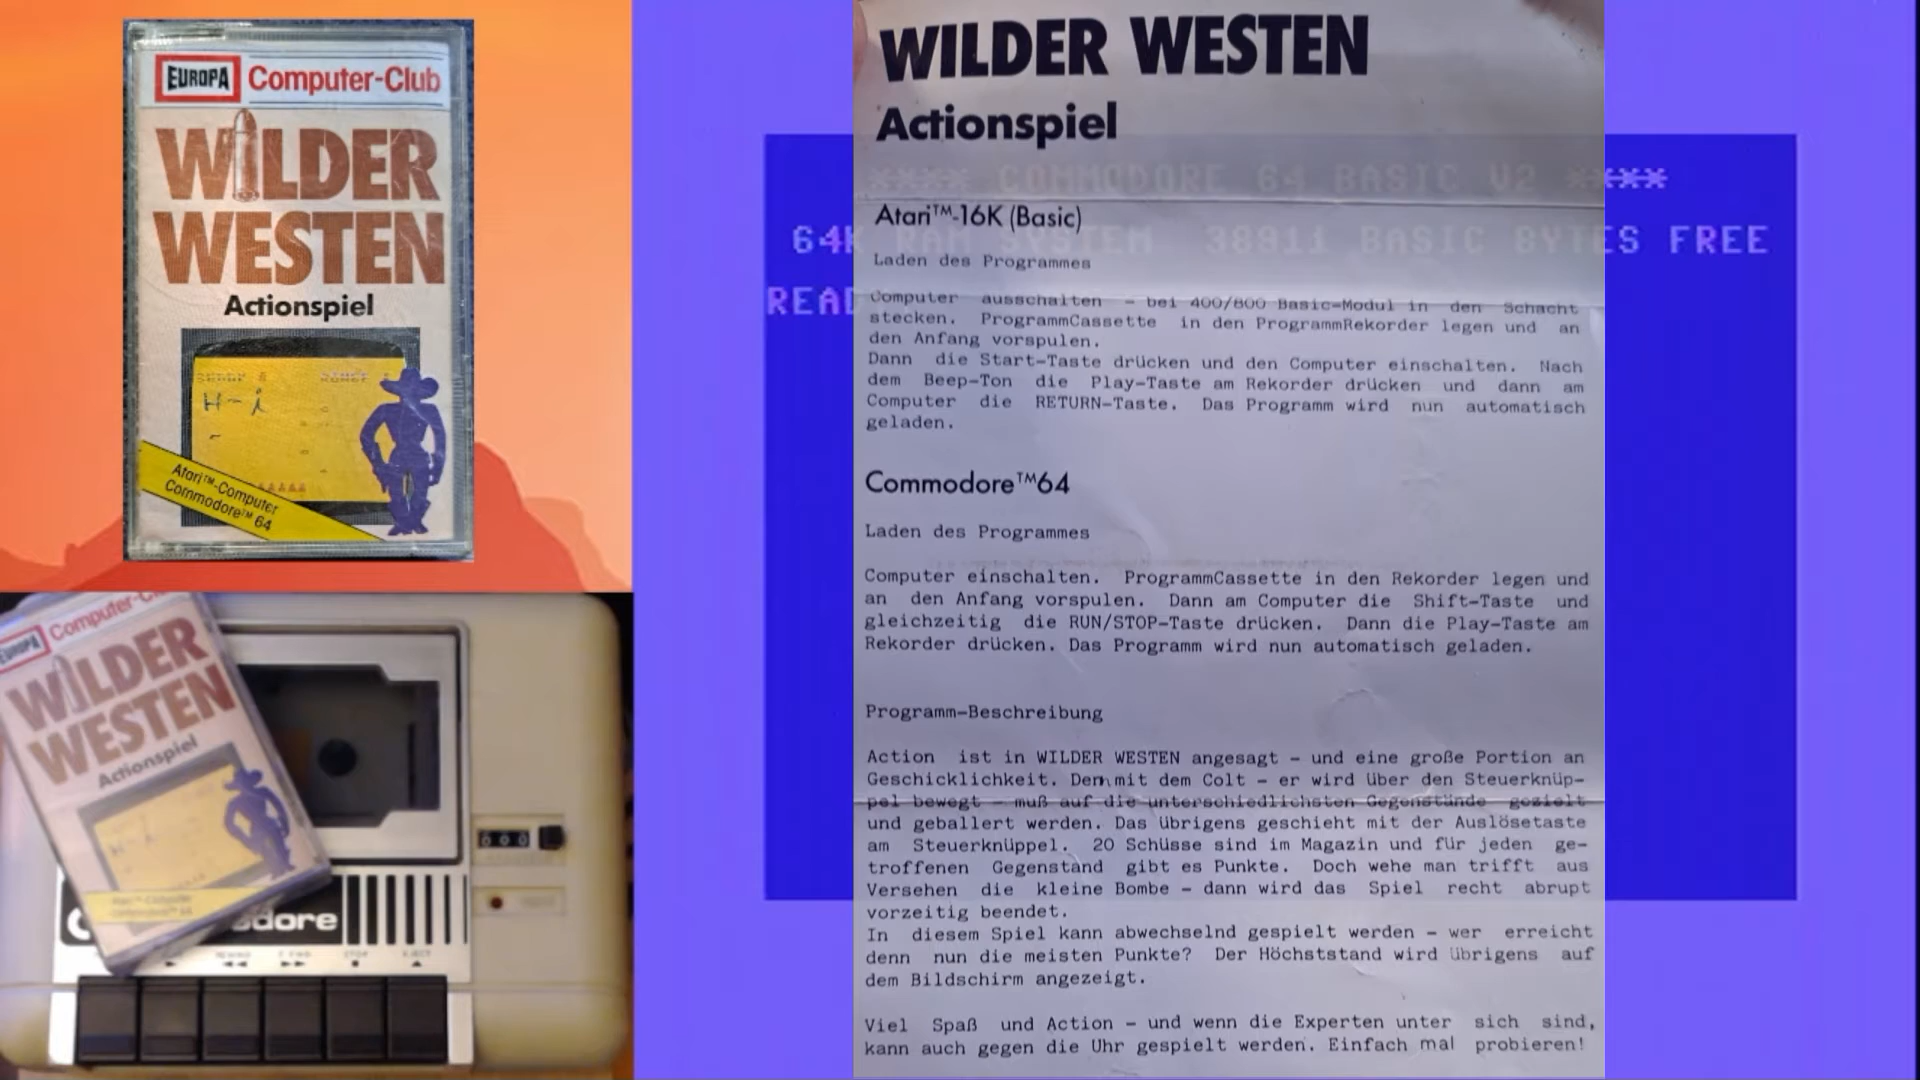 EUROPA Computer-Club
WILDER
WESTEN
Actionspiel
Atari™-Computer
Commodore™ 64
EUROPA Computer-Club
WILDER
WESTEN
Actionspiel
Atari™-Computer
Commodore™ 64
STOP
EJECT
**** COMMODORE 64 BASIC V2 ****
64K RAM SYSTEM 38911 BASIC BYTES FREE
READ
WILDER WESTEN
Actionspiel
Atari™-16K (Basic)
Laden des Programmes
Computer ausschalten - bei 400/800 Basic-Modul in den Schacht
stecken. ProgrammCassette in den ProgrammRekorder legen und an
den Anfang vorspulen.
Dann die Start-Taste drücken und den Computer einschalten. Nach
dem Beep-Ton die Play-Taste am Rekorder drücken und dann am
Computer die RETURN-Taste. Das Programm wird nun automatisch
geladen.
Commodore™64
Laden des Programmes
Computer einschalten. ProgrammCassette in den Rekorder legen und
an den Anfang vorspulen. Dann am Computer die Shift-Taste und
gleichzeitig die RUN/STOP-Taste drücken. Dann die Play-Taste am
Rekorder drücken. Das Programm wird nun automatisch geladen.
Programm-Beschreibung
Action ist in WILDER WESTEN angesagt - und eine große Portion an
Geschicklichkeit. Denn mit dem Colt - er wird über den Steuerknüp-
pel bewegt - muß auf die unterschiedlichsten Gegenstände gezielt
und geballert werden. Das übrigens geschieht mit der Auslösetaste
am Steuerknüppel. 20 Schüsse sind im Magazin und für jeden ge-
troffenen Gegenstand gibt es Punkte. Doch wehe man trifft aus
Versehen die kleine Bombe - dann wird das Spiel recht abrupt
vorzeitig beendet.
In diesem Spiel kann abwechselnd gespielt werden - wer erreicht
denn nun die meisten Punkte? Der Höchststand wird übrigens auf
dem Bildschirm angezeigt.
Viel Spaß und Action - und wenn die Experten unter sich sind,
kann auch gegen die Uhr gespielt werden. Einfach mal probieren!